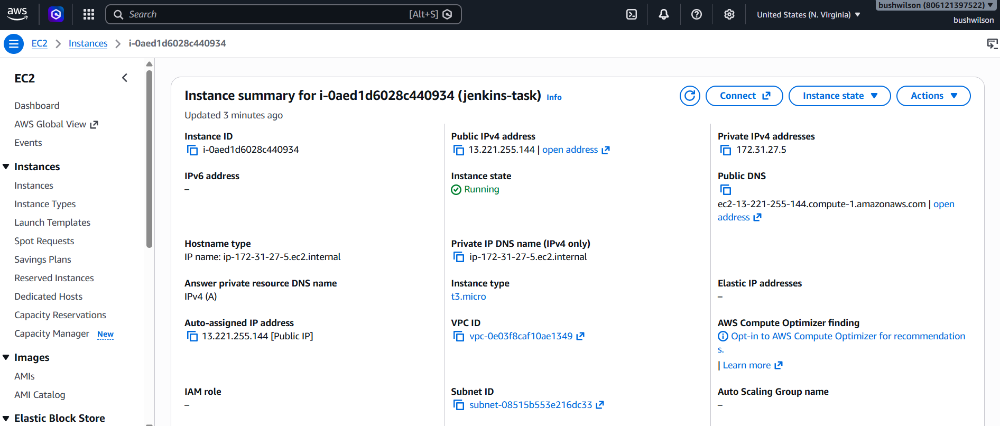 aws
Search
[Alt+S]
United States (N. Virginia)
bushwilson (806121397522)
bushwilson
EC2
Instances
i-0aed1d6028c440934
EC2
Dashboard
AWS Global View
Events
Instances
Instances
Instance Types
Launch Templates
Spot Requests
Savings Plans
Reserved Instances
Dedicated Hosts
Capacity Reservations
Capacity Manager New
Images
AMIs
AMI Catalog
Elastic Block Store
Instance summary for i-0aed1d6028c440934 (jenkins-task) Info
Connect
Instance state
Actions
Updated 3 minutes ago
Instance ID
i-0aed1d6028c440934
Public IPv4 address
13.221.255.144 | open address
Private IPv4 addresses
172.31.27.5
IPv6 address
–
Instance state
Running
Public DNS
ec2-13-221-255-144.compute-1.amazonaws.com | open
address
Hostname type
IP name: ip-172-31-27-5.ec2.internal
Private IP DNS name (IPv4 only)
ip-172-31-27-5.ec2.internal
Answer private resource DNS name
IPv4 (A)
Instance type
t3.micro
Elastic IP addresses
–
Auto-assigned IP address
13.221.255.144 [Public IP]
VPC ID
vpc-0e03f8caf10ae1349
AWS Compute Optimizer finding
Opt-in to AWS Compute Optimizer for recommendation
s.
| Learn more
IAM role
–
Subnet ID
subnet-08515b553e216dc33
Auto Scaling Group name
–